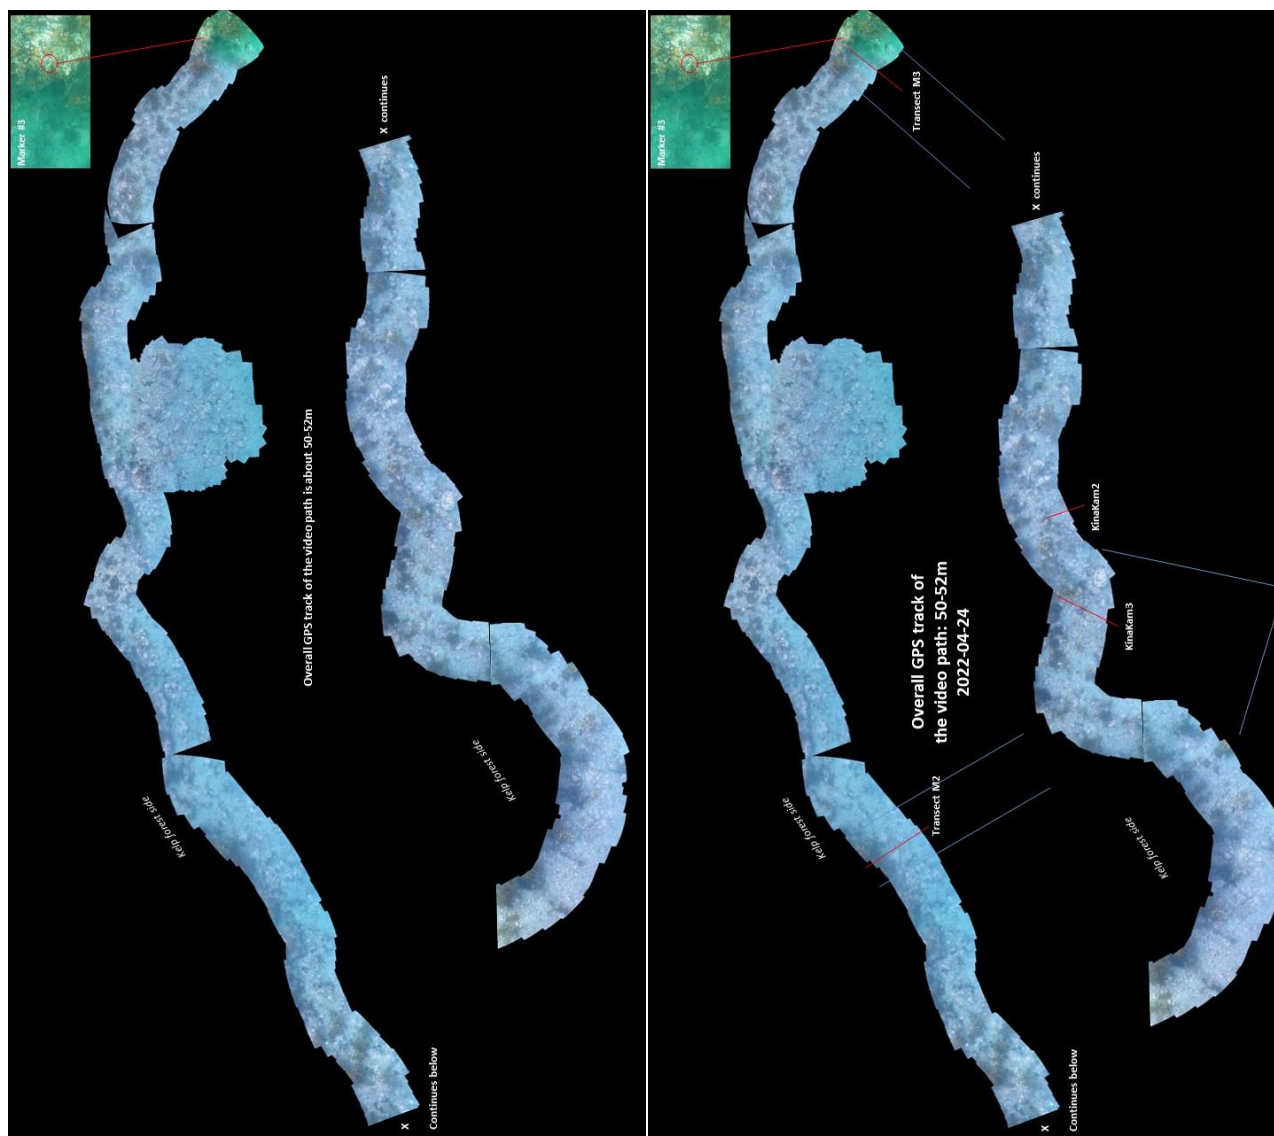 Marker #3
X continues
Overall GPS track of the video path is about 50-52m
Kelp forest side
Kelp forest side
X
Continues below
Marker #3
Transect M3
X continues
KinaKam2
KinaKam3
Overall GPS track of
the video path: 50-52m
2022-04-24
Transect M2
Kelp forest side
Kelp forest side
X
Continues below